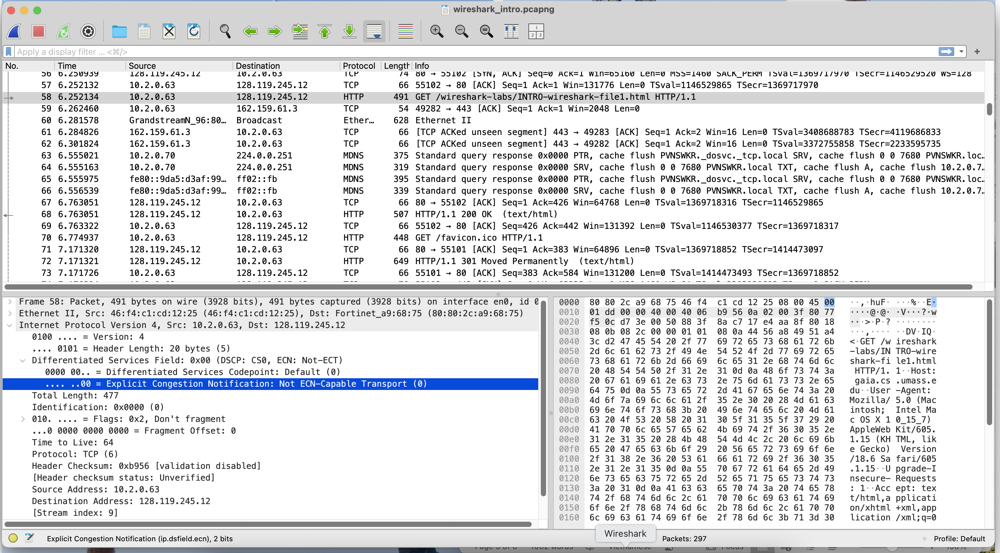 wireshark_intro.pcapng
Apply a display filter ... <⌘/>
No. Time Source Destination Protocol Length Info
56 6.250939 128.119.245.12 10.2.0.63 TCP 74 80 → 55102 [SYN, ACK] Seq=0 Ack=1 Win=65160 Len=0 MSS=1460 SACK_PERM TSval=1369717970 TSecr=1146529520 WS=128
57 6.252132 10.2.0.63 128.119.245.12 TCP 66 55102 → 80 [ACK] Seq=1 Ack=1 Win=131776 Len=0 TSval=1146529865 TSecr=1369717970
58 6.252134 10.2.0.63 128.119.245.12 HTTP 491 GET /wireshark-labs/INTRO-wireshark-file1.html HTTP/1.1
59 6.262460 10.2.0.63 162.159.61.3 TCP 54 49282 → 443 [ACK] Seq=1 Ack=1 Win=2048 Len=0
60 6.281578 GrandstreamN_96:80… Broadcast Ether… 628 Ethernet II
61 6.284826 162.159.61.3 10.2.0.63 TCP 66 [TCP ACKed unseen segment] 443 → 49283 [ACK] Seq=1 Ack=2 Win=16 Len=0 TSval=3408688783 TSecr=4119686833
62 6.301824 162.159.61.3 10.2.0.63 TCP 66 [TCP ACKed unseen segment] 443 → 49282 [ACK] Seq=1 Ack=2 Win=16 Len=0 TSval=3372755858 TSecr=2233595735
63 6.555021 10.2.0.70 224.0.0.251 MDNS 375 Standard query response 0x0000 PTR, cache flush PVNSWKR._dosvc._tcp.local SRV, cache flush 0 0 7680 PVNSWKR.loc…
64 6.555163 10.2.0.70 224.0.0.251 MDNS 319 Standard query response 0x0000 SRV, cache flush 0 0 7680 PVNSWKR.local TXT, cache flush A, cache flush 10.2.0.7…
65 6.555975 fe80::9da5:d3af:99… ff02::fb MDNS 395 Standard query response 0x0000 PTR, cache flush PVNSWKR._dosvc._tcp.local SRV, cache flush 0 0 7680 PVNSWKR.loc…
66 6.556539 fe80::9da5:d3af:99… ff02::fb MDNS 339 Standard query response 0x0000 SRV, cache flush 0 0 7680 PVNSWKR.local TXT, cache flush A, cache flush 10.2.0.7…
67 6.763051 128.119.245.12 10.2.0.63 TCP 66 80 → 55102 [ACK] Seq=1 Ack=426 Win=64768 Len=0 TSval=1369718316 TSecr=1146529865
68 6.763051 128.119.245.12 10.2.0.63 HTTP 507 HTTP/1.1 200 OK (text/html)
69 6.763322 10.2.0.63 128.119.245.12 TCP 66 55102 → 80 [ACK] Seq=426 Ack=442 Win=131392 Len=0 TSval=1146530377 TSecr=1369718317
70 6.774937 10.2.0.63 128.119.245.12 HTTP 448 GET /favicon.ico HTTP/1.1
71 7.171320 128.119.245.12 10.2.0.63 TCP 66 80 → 55101 [ACK] Seq=1 Ack=383 Win=64896 Len=0 TSval=1369718852 TSecr=1414473097
72 7.171321 128.119.245.12 10.2.0.63 HTTP 649 HTTP/1.1 301 Moved Permanently (text/html)
73 7.171726 10.2.0.63 128.119.245.12 TCP 66 55101 → 80 [ACK] Seq=383 Ack=584 Win=131200 Len=0 TSval=1414473493 TSecr=1369718852
Frame 58: Packet, 491 bytes on wire (3928 bits), 491 bytes captured (3928 bits) on interface en0, id 0
Ethernet II, Src: 46:f4:c1:cd:12:25 (46:f4:c1:cd:12:25), Dst: Fortinet_a9:68:75 (80:80:2c:a9:68:75)
Internet Protocol Version 4, Src: 10.2.0.63, Dst: 128.119.245.12
0100 .... = Version: 4
.... 0101 = Header Length: 20 bytes (5)
Differentiated Services Field: 0x00 (DSCP: CS0, ECN: Not-ECT)
0000 00.. = Differentiated Services Codepoint: Default (0)
.... ..00 = Explicit Congestion Notification: Not ECN-Capable Transport (0)
Total Length: 477
Identification: 0x0000 (0)
010. .... = Flags: 0x2, Don't fragment
...0 0000 0000 0000 = Fragment Offset: 0
Time to Live: 64
Protocol: TCP (6)
Header Checksum: 0xb956 [validation disabled]
[Header checksum status: Unverified]
Source Address: 10.2.0.63
Destination Address: 128.119.245.12
[Stream index: 9]
0000 80 80 2c a9 68 75 46 f4 c1 cd 12 25 08 00 45 00 ··,·huF· ···%··E·
0010 01 dd 00 00 40 00 40 06 b9 56 0a 02 00 3f 80 77 ····@·@· ·V···?·w
0020 f5 0c d7 3e 00 50 88 3f 8a c7 17 e4 aa 8f 80 18 ···>·P·? ········
0030 08 0b 08 2c 00 00 01 01 08 0a 44 56 a8 49 51 a4 ···,···· ··DV·IQ·
0040 3c d2 47 45 54 20 2f 77 69 72 65 73 68 61 72 6b <·GET /w ireshark
0050 2d 6c 61 62 73 2f 49 4e 54 52 4f 2d 77 69 72 65 -labs/IN TRO-wire
0060 73 68 61 72 6b 2d 66 69 6c 65 31 2e 68 74 6d 6c shark-fi le1.html
0070 20 48 54 54 50 2f 31 2e 31 0d 0a 48 6f 73 74 3a HTTP/1. 1··Host:
0080 20 67 61 69 61 2e 63 73 2e 75 6d 61 73 73 2e 65 gaia.cs .umass.e
0090 64 75 0d 0a 55 73 65 72 2d 41 67 65 6e 74 3a 20 du··User -Agent:
00a0 4d 6f 7a 69 6c 6c 61 2f 35 2e 30 20 28 4d 61 63 Mozilla/ 5.0 (Mac
00b0 69 6e 74 6f 73 68 3b 20 49 6e 74 65 6c 20 4d 61 intosh; Intel Ma
00c0 63 20 4f 53 20 58 20 31 30 5f 31 35 5f 37 29 20 c OS X 1 0_15_7)
00d0 41 70 70 6c 65 57 65 62 4b 69 74 2f 36 30 35 2e AppleWeb Kit/605.
00e0 31 2e 31 35 20 28 4b 48 54 4d 4c 2c 20 6c 69 6b 1.15 (KH TML, lik
00f0 65 20 47 65 63 6b 6f 29 20 56 65 72 73 69 6f 6e e Gecko) Version
0100 2f 31 38 2e 36 20 53 61 66 61 72 69 2f 36 30 35 /18.6 Sa fari/605
0110 2e 31 2e 31 35 0d 0a 55 70 67 72 61 64 65 2d 49 .1.15··U pgrade-I
0120 6e 73 65 63 75 72 65 2d 52 65 71 75 65 73 74 73 nsecure- Requests
0130 3a 20 31 0d 0a 41 63 63 65 70 74 3a 20 74 65 78 : 1··Acc ept: tex
0140 74 2f 68 74 6d 6c 2c 61 70 70 6c 69 63 61 74 69 t/html,a pplicati
0150 6f 6e 2f 78 68 74 6d 6c 2b 78 6d 6c 2c 61 70 70 on/xhtml +xml,app
0160 6c 69 63 61 74 69 6f 6e 2f 78 6d 6c 3b 71 3d 30 lication /xml;q=0
Wireshark
Explicit Congestion Notification (ip.dsfield.ecn), 2 bits
Packets: 297
Profile: Default